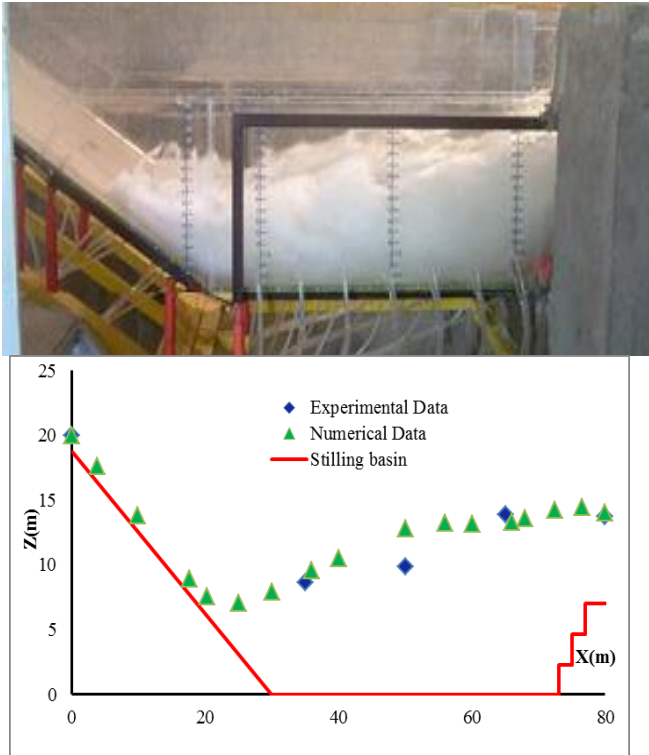 25
Experimental Data
Numerical Data
20
Stilling basin
15
Z(m)
10
5
X(m)
0
0 20 40 60 80